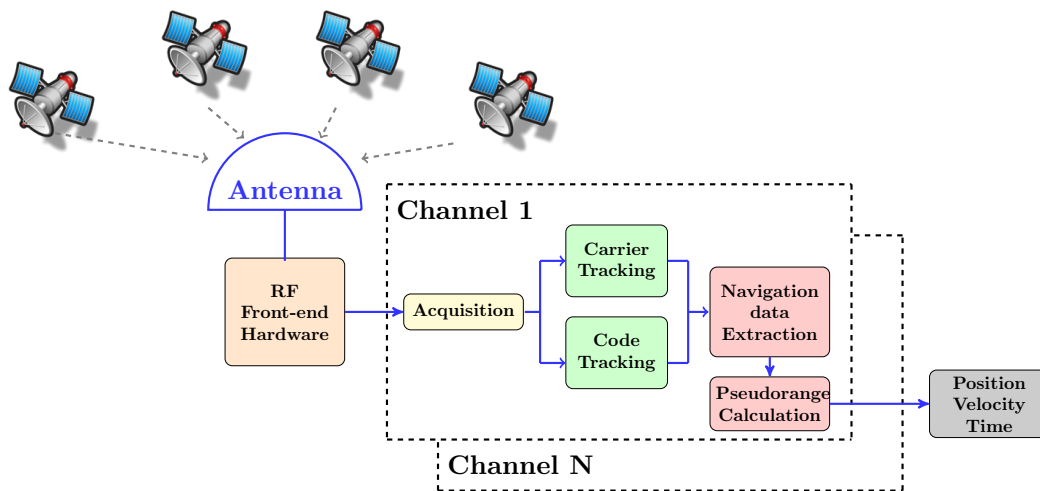 Antenna
Channel 1
RF
Front-end
Hardware
Acquisition
Carrier
Tracking
Code
Tracking
Navigation
data
Extraction
Pseudorange
Calculation
Position
Velocity
Time
Channel N